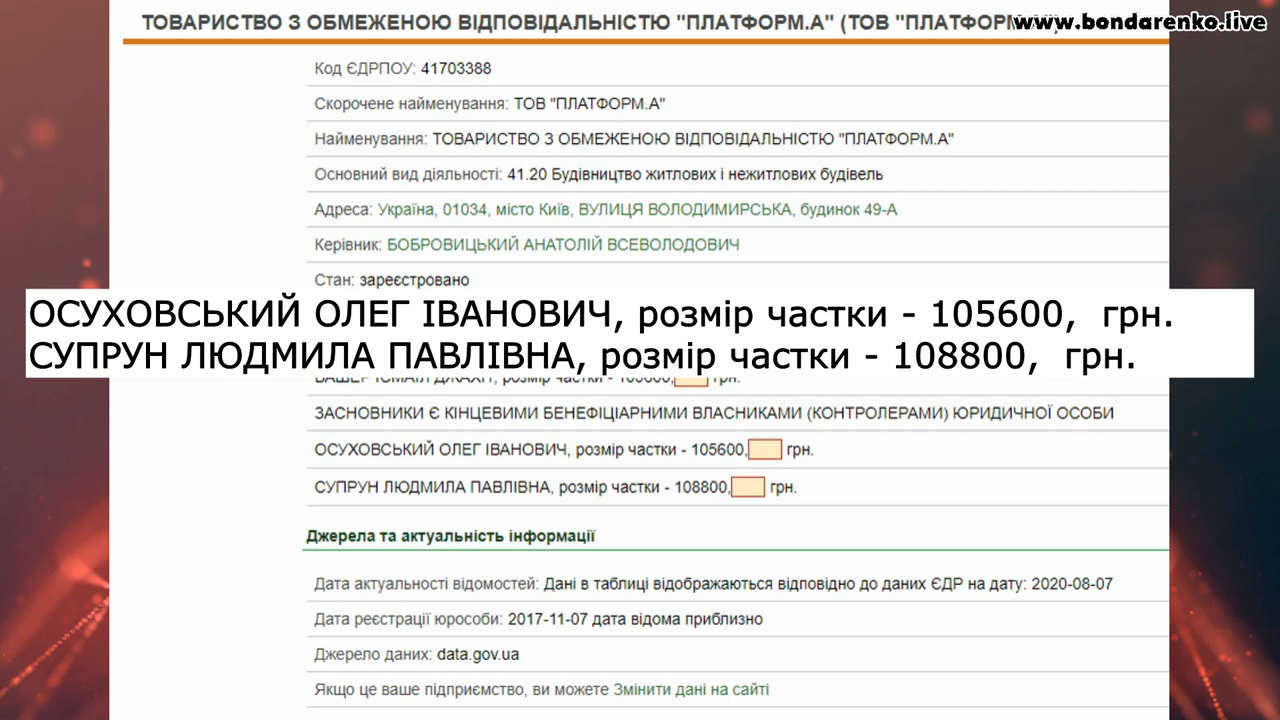 ТОВАРИСТВО З ОБМЕЖЕНОЮ ВІДПОВІДАЛЬНІСТЮ "ПЛАТФОРМ.А" (ТОВ
www.bondarenko.live
Код ЄДРПОУ: 41703388
Скорочене найменування: ТОВ "ПЛАТФОРМ.А"
Найменування: ТОВАРИСТВО З ОБМЕЖЕНОЮ ВІДПОВІДАЛЬНІСТЮ "ПЛАТФОРМ.А"
Основний вид діяльності: 41.20 Будівництво житлових і нежитлових будівель
Адреса: Україна, 01034, місто Київ, ВУЛИЦЯ ВОЛОДИМИРСЬКА, будинок 49-А
Керівник: БОБРОВИЦЬКИЙ АНАТОЛІЙ ВСЕВОЛОДОВИЧ
Стан: зареєстровано
ОСУХОВСЬКИЙ ОЛЕГ ІВАНОВИЧ, розмір частки - 105600, грн.
СУПРУН ЛЮДМИЛА ПАВЛІВНА, розмір частки - 108800, грн.
розмір частки - грн.
ЗАСНОВНИКИ Є КІНЦЕВИМИ БЕНЕФІЦІАРНИМИ ВЛАСНИКАМИ (КОНТРОЛЕРАМИ) ЮРИДИЧНОЇ ОСОБИ
ОСУХОВСЬКИЙ ОЛЕГ ІВАНОВИЧ, розмір частки - 105600, грн.
СУПРУН ЛЮДМИЛА ПАВЛІВНА, розмір частки - 108800, грн.
Джерела та актуальність інформації
Дата актуальності відомостей: Дані в таблиці відображаються відповідно до даних ЄДР на дату: 2020-08-07
Дата реєстрації юрособи: 2017-11-07 дата відома приблизно
Джерело даних: data.gov.ua
Якщо це ваше підприємство, ви можете Змінити дані на сайті